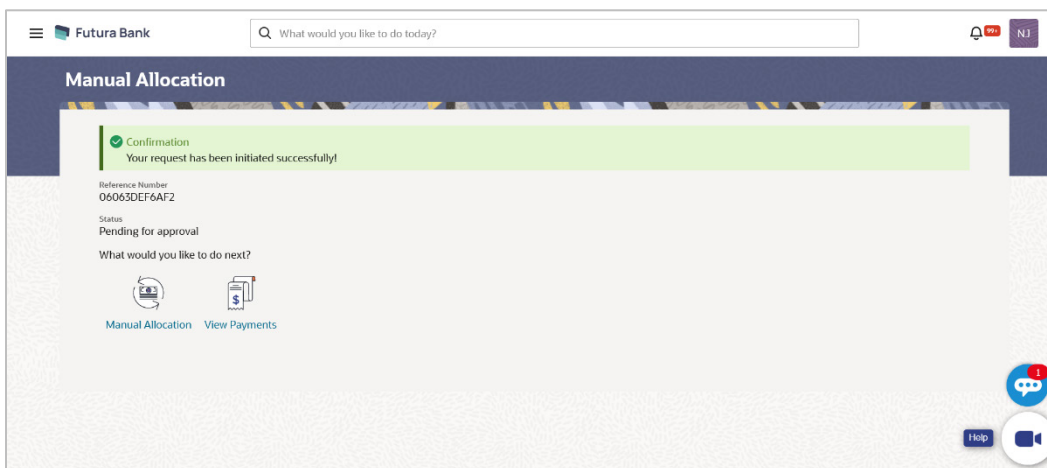 Futura Bank
What would you like to do today?
99+
NJ
Manual Allocation
Confirmation
Your request has been initiated successfully!
Reference Number
06063DEF6AF2
Status
Pending for approval
What would you like to do next?
$
Manual Allocation View Payments
1
Help